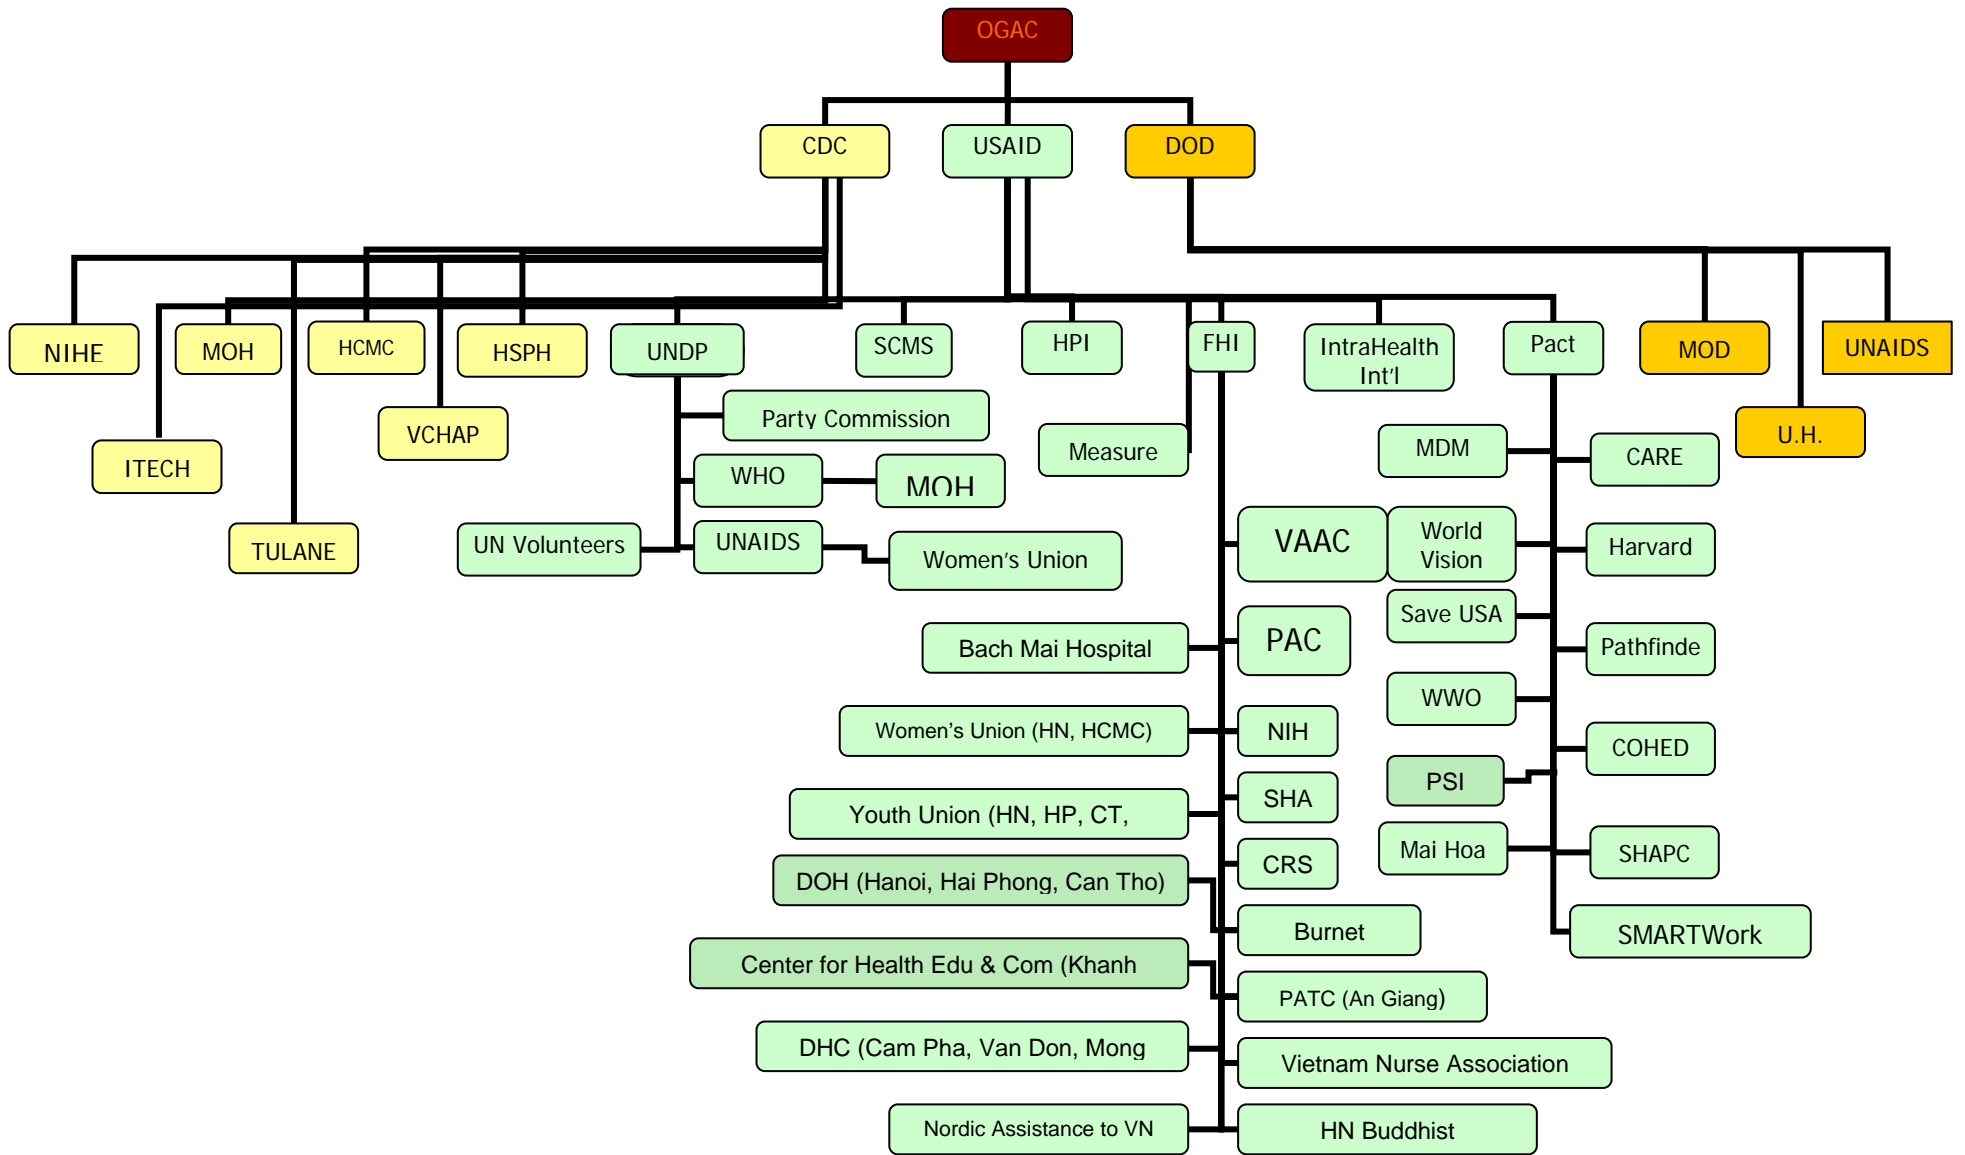 OGAC
CDC
USAID
DOD
NIHE
MOH
HCMC
HSPH
UNDP
SCMS
HPI
FHI
IntraHealth
Int'l
Pact
MOD
UNAIDS
ITECH
VCHAP
TULANE
U.H.
Party Commission
WHO
MOH
UN Volunteers
UNAIDS
Women's Union
Measure
MDM
CARE
VAAC
World
Vision
Harvard
Save USA
PAC
Bach Mai Hospital
Pathfinde
WWO
Women's Union (HN, HCMC)
NIH
COHED
PSI
SHA
Youth Union (HN, HP, CT,
Mai Hoa
SHAPC
CRS
DOH (Hanoi, Hai Phong, Can Tho)
Burnet
SMARTWork
Center for Health Edu & Com (Khanh
PATC (An Giang)
DHC (Cam Pha, Van Don, Mong
Vietnam Nurse Association
Nordic Assistance to VN
HN Buddhist